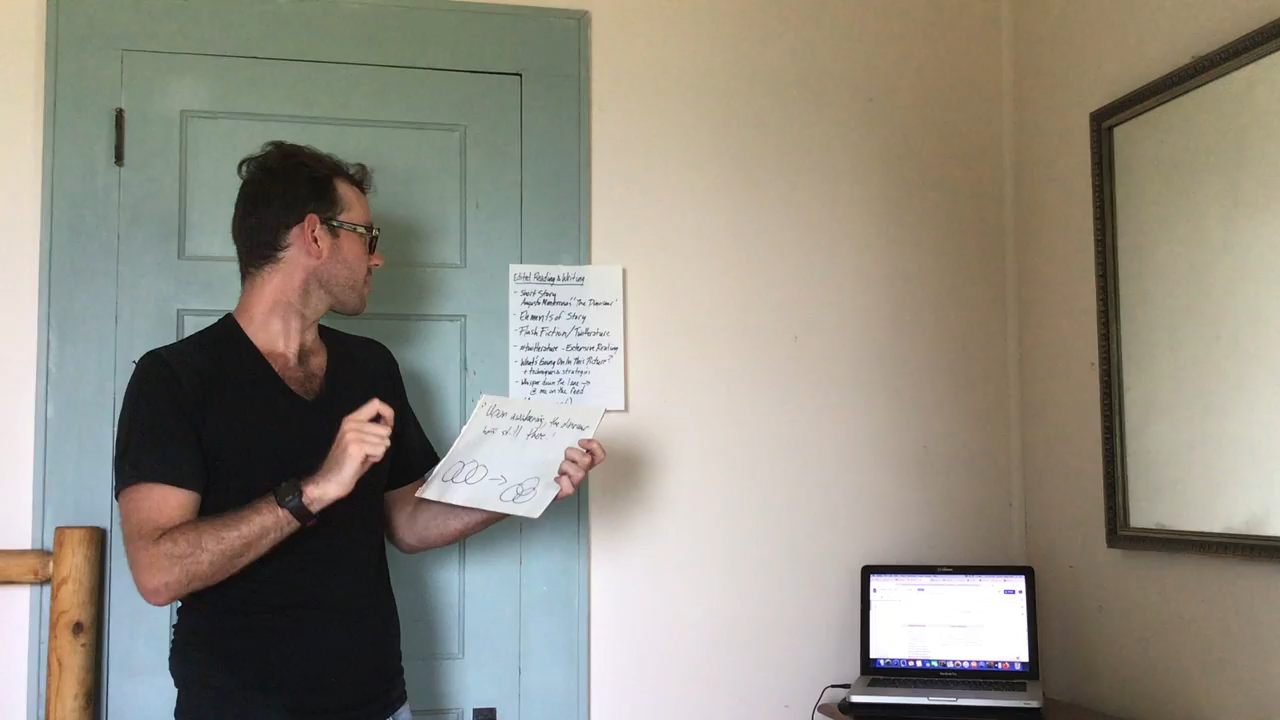 Edited Reading & Writing
- Short Story
Augusto Monterroso's "The Dinosaur"
- Elements of Story
- Flash Fiction/Twitterature
- #twitterature - Extensive Reading
- What's Going On In This Picture?
+ techniques & strategies
- Whisper down the lane →
@ me on the feed
"Upon awakening, the dinosaur
was still there"